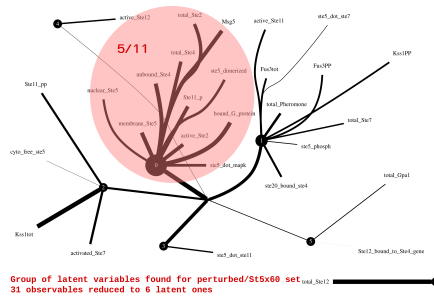 total_Ste2
active_Ste12
Msg5
active_Ste11
ste5_dot_ste7
5/11
total_Ste4
Kss1PP
unbound_Ste4
ste5_dimerized
Fus3tot
Fus3PP
Ste11_pp
nuclear_Ste5
Ste11_p
total_Pheromone
bound_G_protein
total_Ste7
membrane_Ste5
active_Ste2
ste5_phosph
cyto_free_ste5
ste5_dot_mapk
total_Gpa1
ste20_bound_ste4
Kss1tot
activated_Ste7
ste5_dot_ste11
Ste12_bound_to_Ste4_gene
Group of latent variables found for perturbed/St5x60 set
total_Ste12
31 observables reduced to 6 latent ones